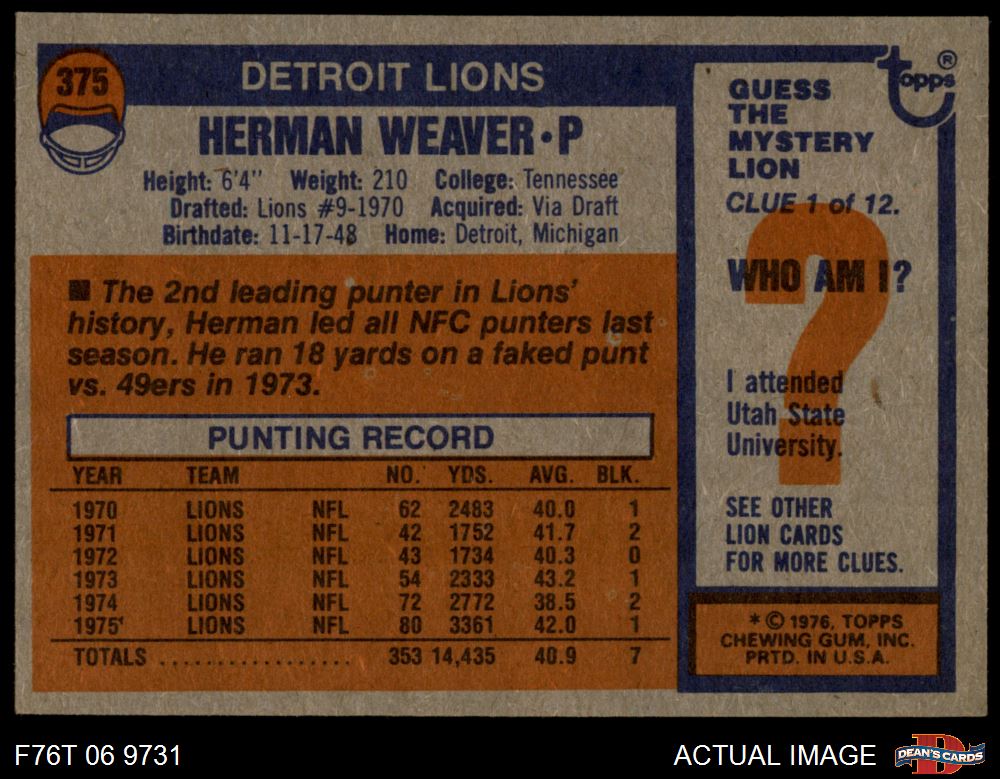 375
DETROIT LIONS
HERMAN WEAVER • P
Height: 6'4" Weight: 210 College: Tennessee
Drafted: Lions #9-1970 Acquired: Via Draft
Birthdate: 11-17-48 Home: Detroit, Michigan
■ The 2nd leading punter in Lions'
history, Herman led all NFC punters last
season. He ran 18 yards on a faked punt
vs. 49ers in 1973.
PUNTING RECORD
YEAR TEAM NO. YDS. AVG. BLK.
1970 LIONS NFL 62 2483 40.0 1
1971 LIONS NFL 42 1752 41.7 2
1972 LIONS NFL 43 1734 40.3 0
1973 LIONS NFL 54 2333 43.2 1
1974 LIONS NFL 72 2772 38.5 2
1975 LIONS NFL 80 3361 42.0 1
TOTALS .................. 353 14,435 40.9 7
topps®
GUESS
THE
MYSTERY
LION
CLUE 1 of 12.
?
WHO AM I?
I attended
Utah State
University.
SEE OTHER
LION CARDS
FOR MORE CLUES.
* © 1976, TOPPS
CHEWING GUM, INC.
PRTD. IN U.S.A.
F76T 06 9731
ACTUAL IMAGE
D
DEAN'S CARDS